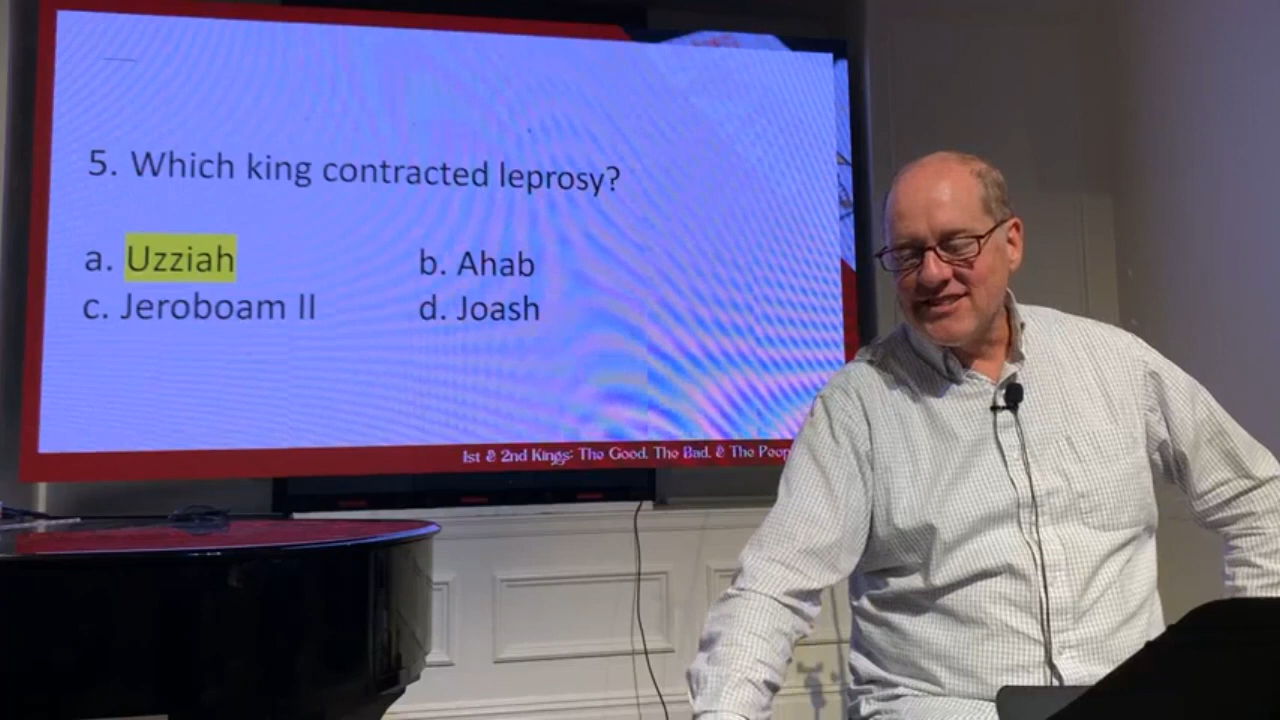 5. Which king contracted leprosy?
a. Uzziah b. Ahab
c. Jeroboam II d. Joash
1st & 2nd Kings: The Good, The Bad, & The